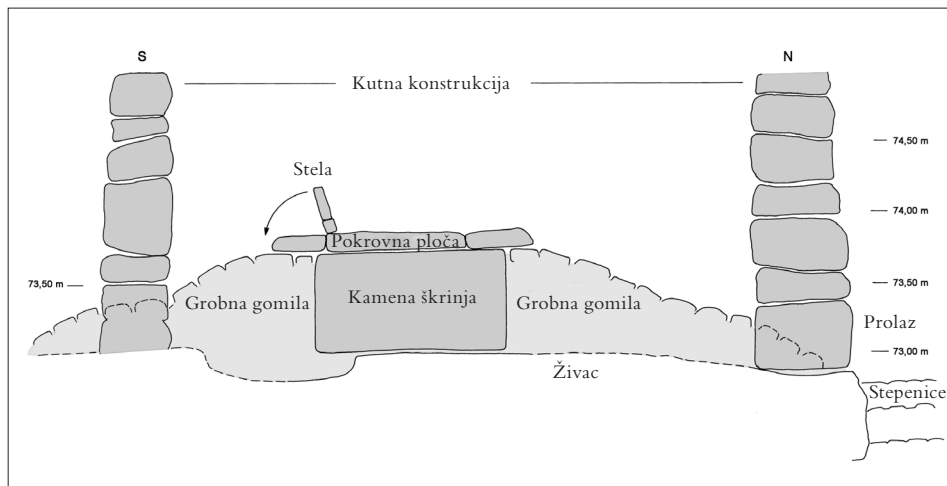 S
N
Kutna konstrukcija
74,50 m
Stela
74,00 m
Pokrovna ploča
73,50 m
73,50 m
Grobna gomila
Kamena škrinja
Grobna gomila
Prolaz
73,00 m
Živac
Stepenice